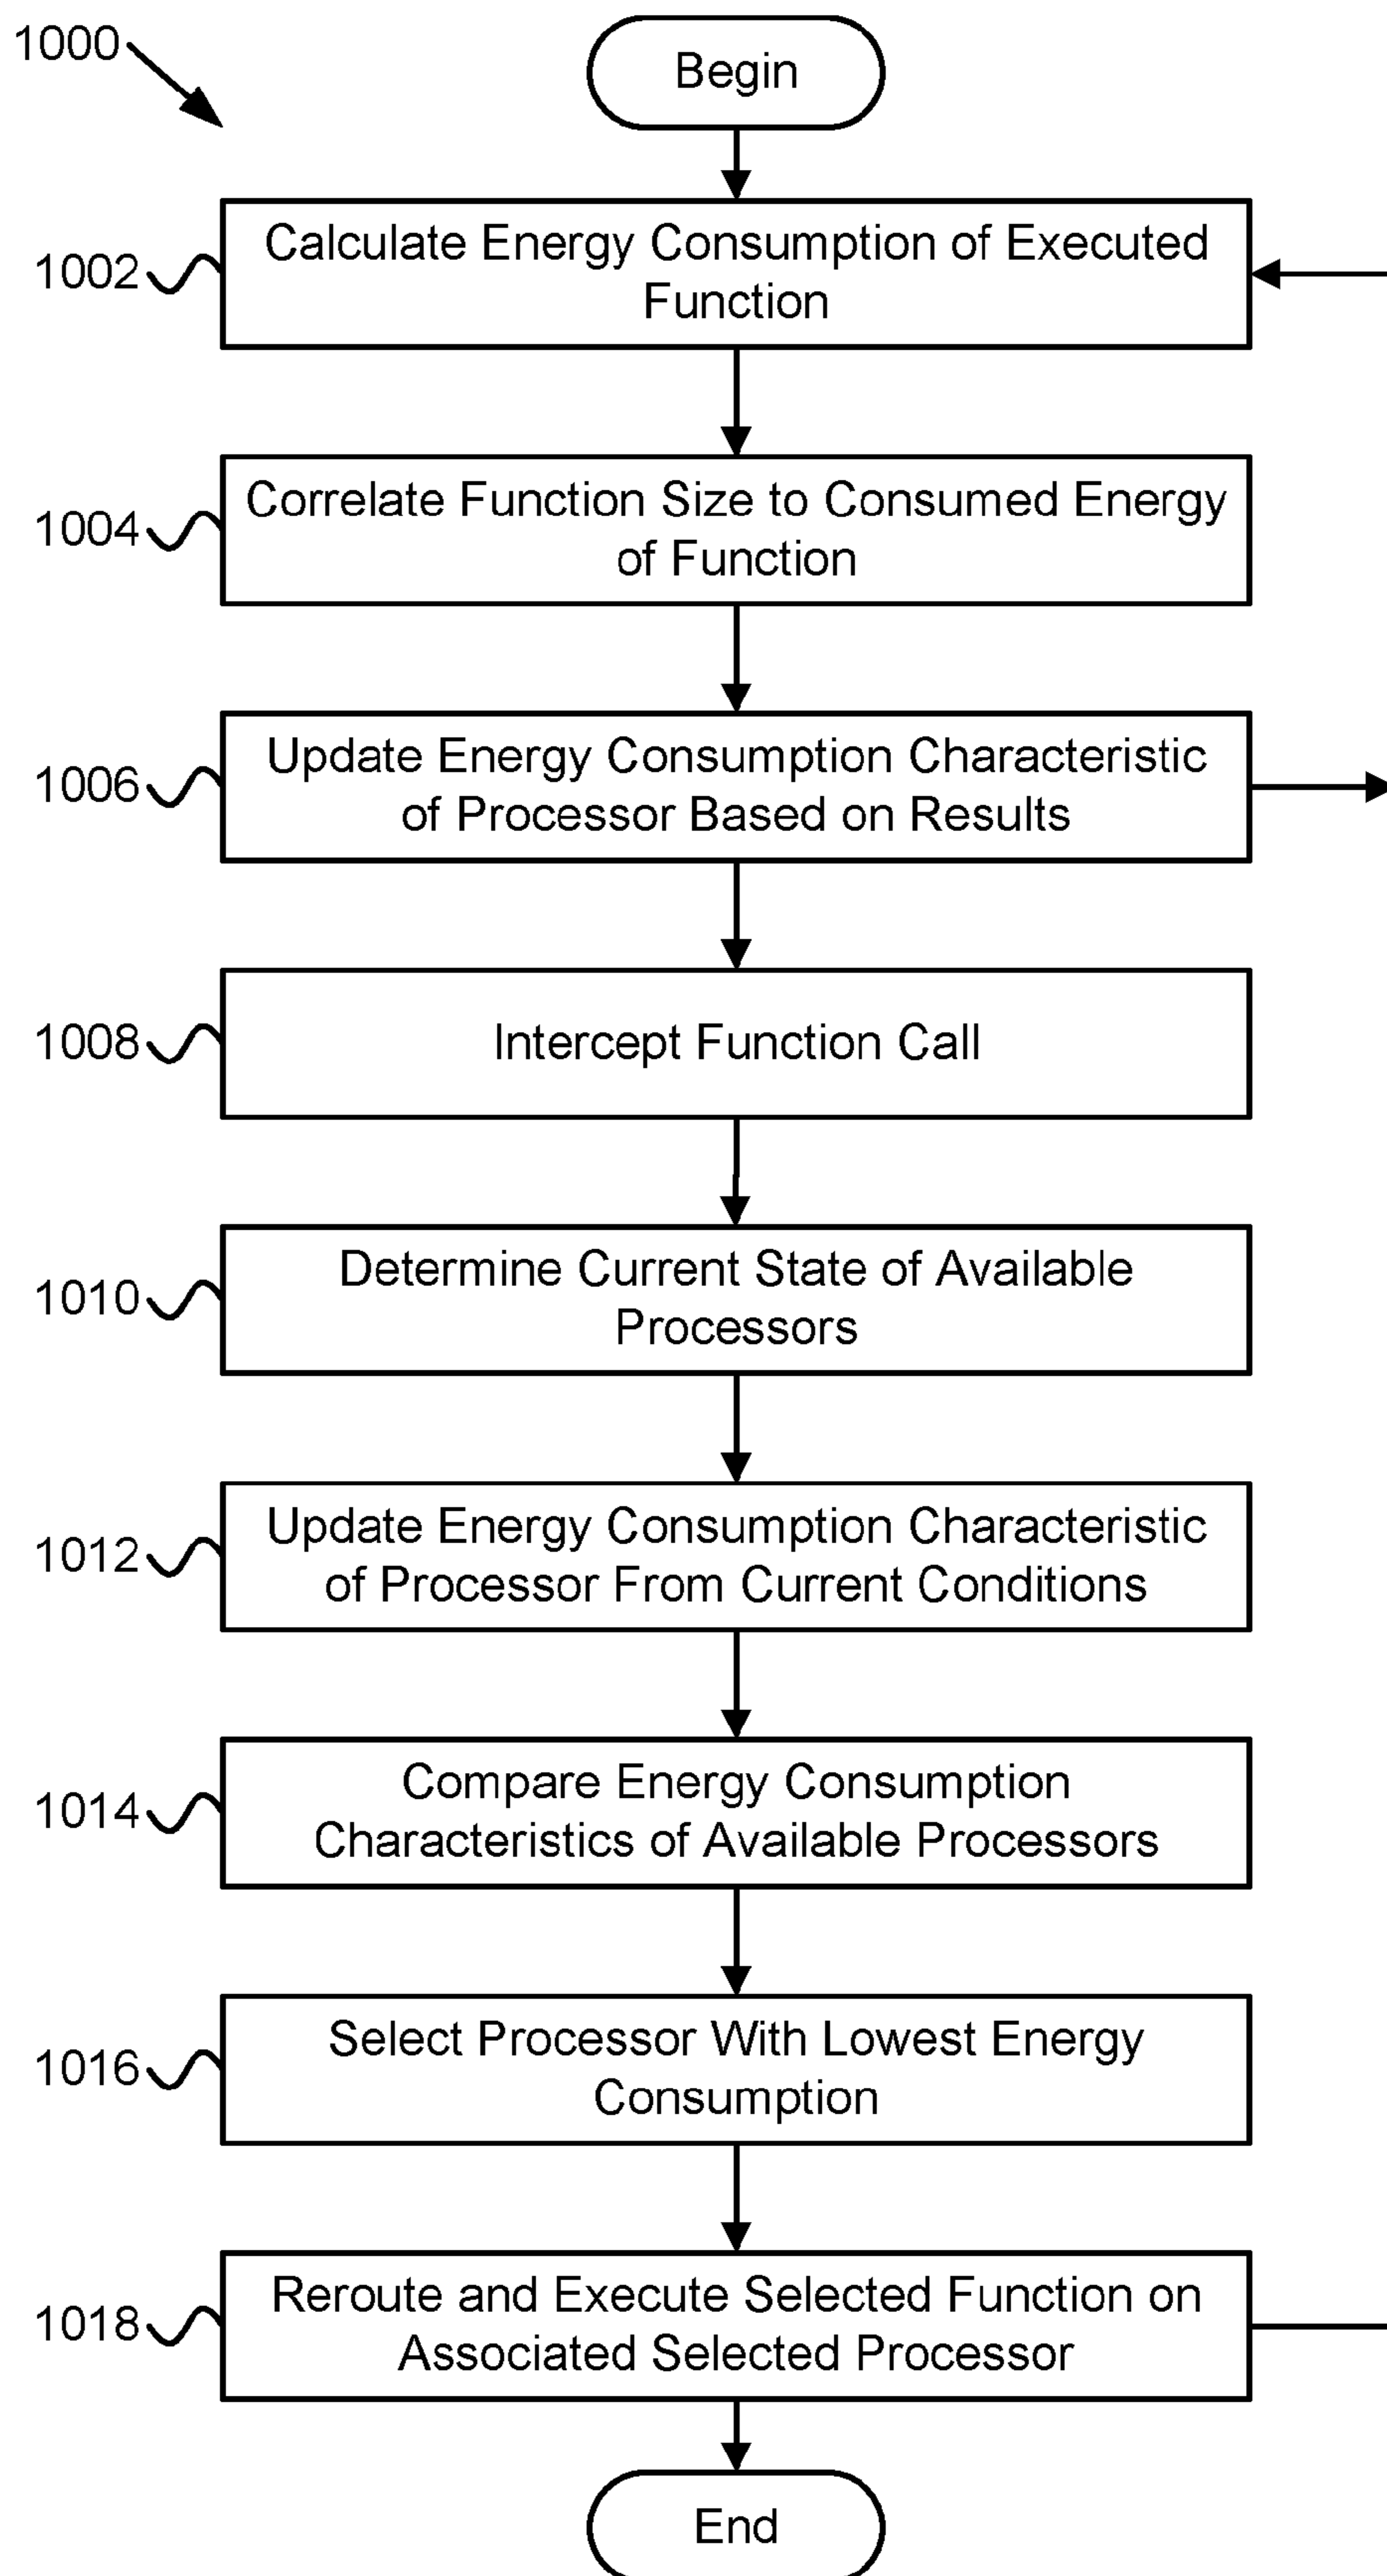 1000
Begin
1002
Calculate Energy Consumption of Executed
Function
1004
Correlate Function Size to Consumed Energy
of Function
1006
Update Energy Consumption Characteristic
of Processor Based on Results
1008
Intercept Function Call
1010
Determine Current State of Available
Processors
1012
Update Energy Consumption Characteristic
of Processor From Current Conditions
1014
Compare Energy Consumption
Characteristics of Available Processors
1016
Select Processor With Lowest Energy
Consumption
1018
Reroute and Execute Selected Function on
Associated Selected Processor
End